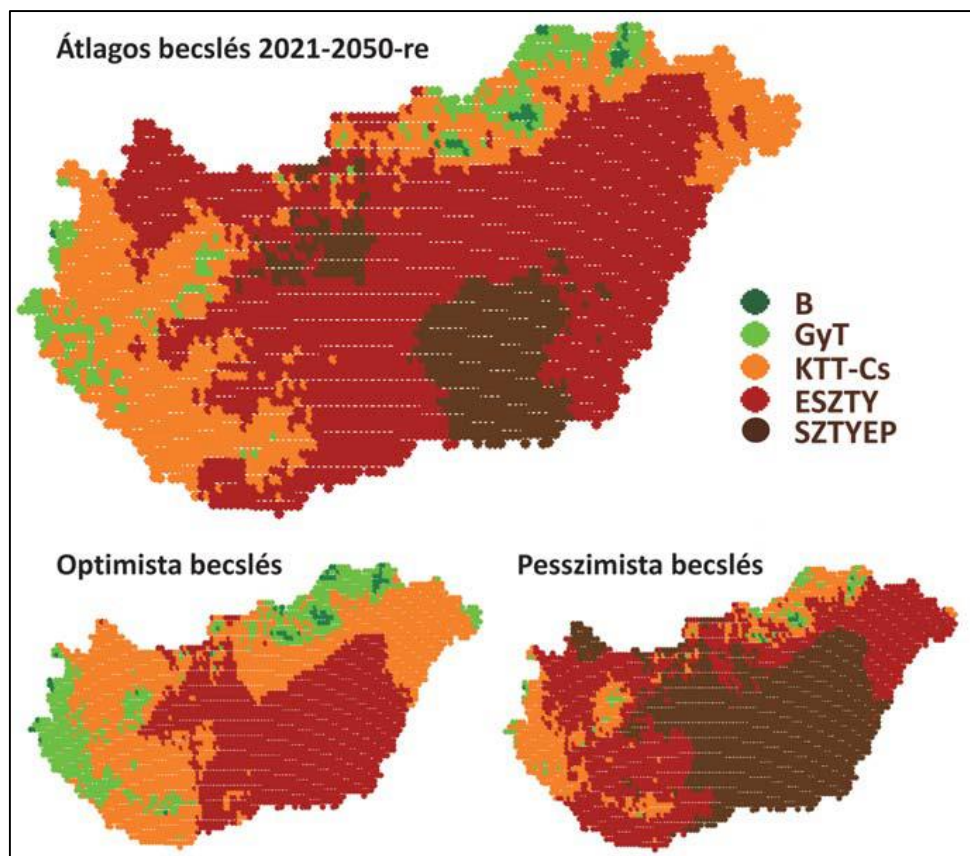 Átlagos becslés 2021-2050-re
B
GyT
KTT-Cs
ESZTY
SZTYEP
Optimista becslés
Pesszimista becslés